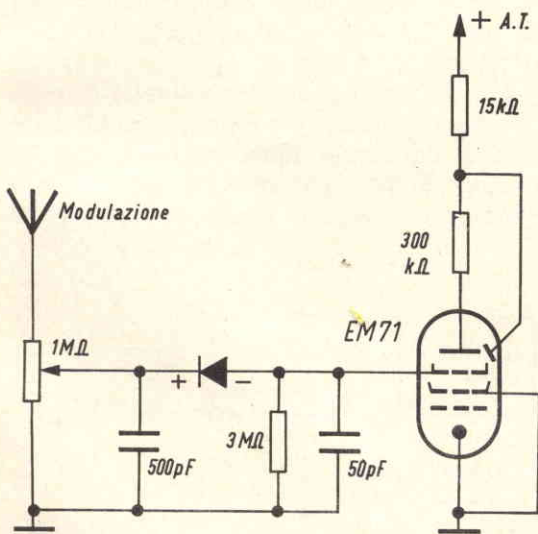 + A.T.
15kΩ
Modulazione
300
kΩ
EM71
1MΩ
+
-
3MΩ
500pF
50pF